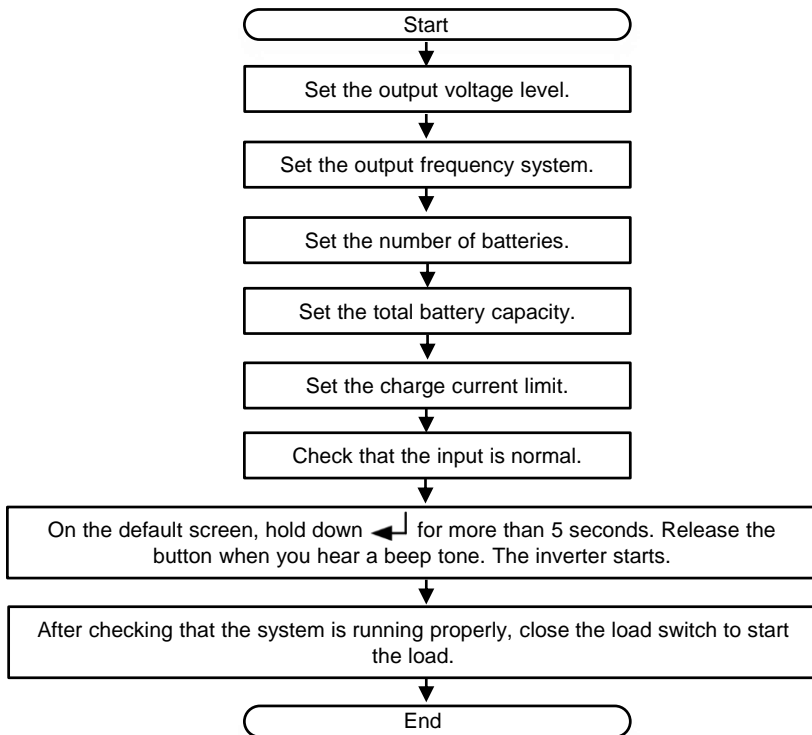 Start
Set the output voltage level.
Set the output frequency system.
Set the number of batteries.
Set the total battery capacity.
Set the charge current limit.
Check that the input is normal.
On the default screen, hold down for more than 5 seconds. Release the
button when you hear a beep tone. The inverter starts.
After checking that the system is running properly, close the load switch to start
the load.
End